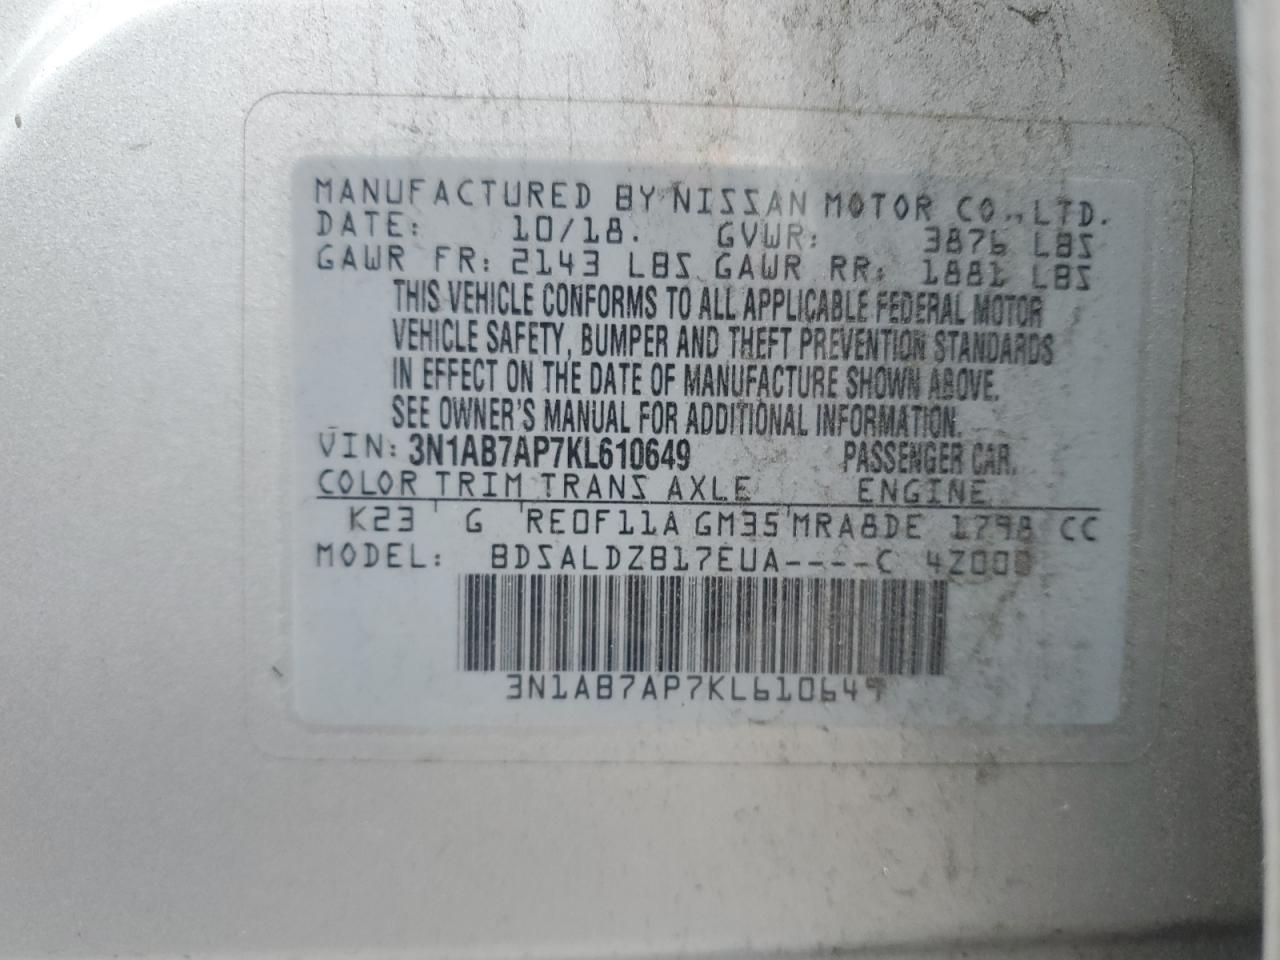 MANUFACTURED BY NISSAN MOTOR CO., LTD.
DATE: 10/18. GVWR: 3876 LBS
GAWR FR: 2143 LBS GAWR RR: 1881 LBS
THIS VEHICLE CONFORMS TO ALL APPLICABLE FEDERAL MOTOR
VEHICLE SAFETY, BUMPER AND THEFT PREVENTION STANDARDS
IN EFFECT ON THE DATE OF MANUFACTURE SHOWN ABOVE.
SEE OWNER'S MANUAL FOR ADDITIONAL INFORMATION.
VIN: 3N1AB7AP7KL610649 PASSENGER CAR.
COLOR TRIM TRANS AXLE ENGINE
K23 G RE0F11A GM35 MRA8DE 1798 CC
MODEL: BDSALDZB17EUA----C 4Z000
3N1AB7AP7KL610649